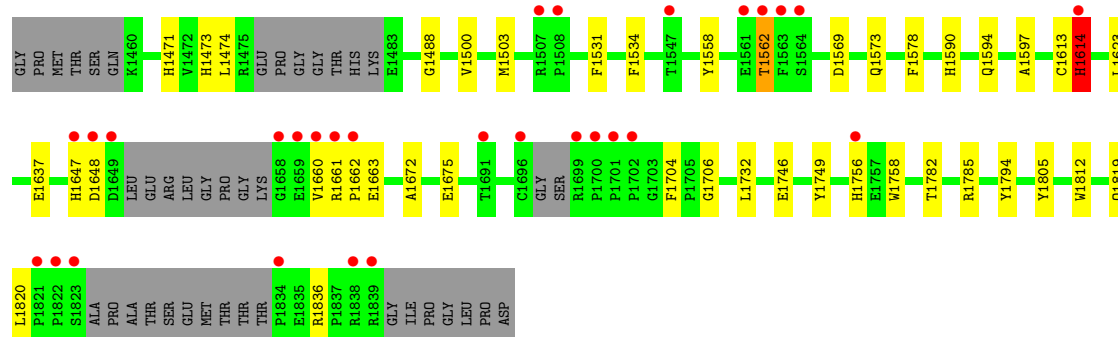 GLY PRO MET THR SER GLN K1460 H1471 V1472 H1473 L1474 R1475 GLU PRO GLY GLY THR HIS LYS E1483 G1488 V1500 M1503 R1507 P1508 F1531 F1534 T1547 Y1558 E1561 T1562 F1563 S1564 D1569 Q1573 F1578 H1590 Q1594 A1597 C1613 H1614
E1637 H1647 D1648 D1649 LEU GLU ARG LEU GLY PRO GLY LYS G1658 E1659 V1660 R1661 P1662 E1663 A1672 E1675 T1691 C1696 GLY SER R1699 P1700 P1701 P1702 G1703 F1704 P1705 G1706 L1732 E1746 Y1749 H1756 E1757 W1758 T1782 R1785 Y1794 Y1805 W1812
L1820 P1821 P1822 S1823 ALA PRO ALA THR SER GLU MET THR THR THR P1834 E1835 R1836 P1837 R1838 R1839 GLY ILE PRO GLY LEU PRO ASP